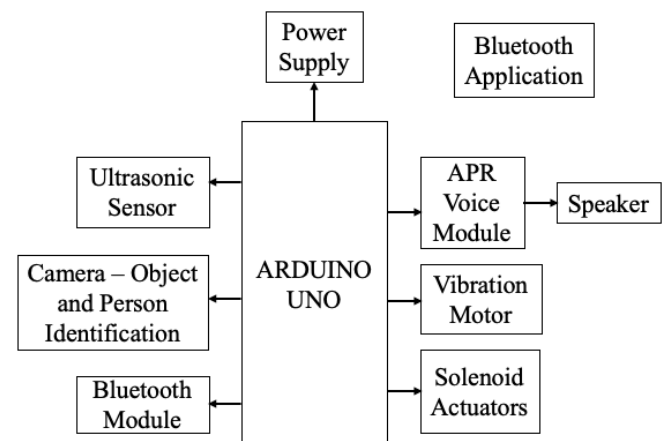 Power
Supply
Bluetooth
Application
Ultrasonic
Sensor
Camera – Object
and Person
Identification
Bluetooth
Module
ARDUINO
UNO
APR
Voice
Module
Speaker
Vibration
Motor
Solenoid
Actuators